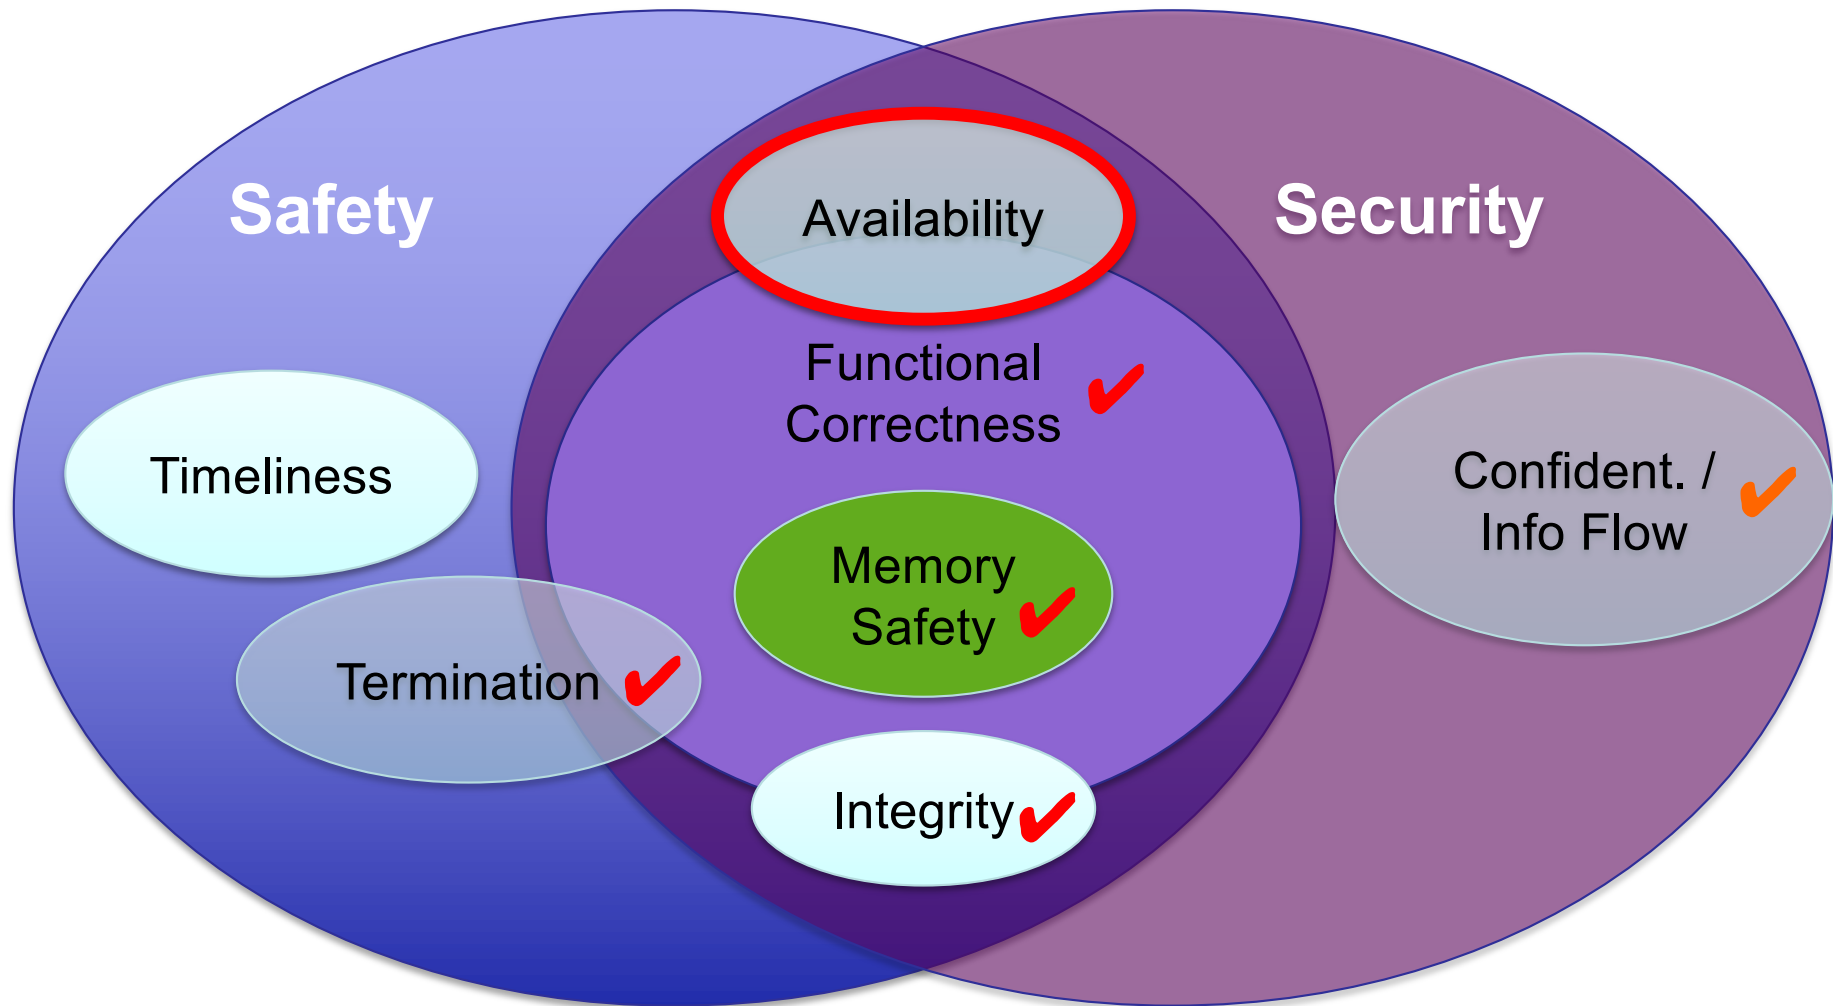 Safety
Security
Availability
Functional
Correctness
Timeliness
Confident. /
Info Flow
Memory
Safety
Termination
Integrity